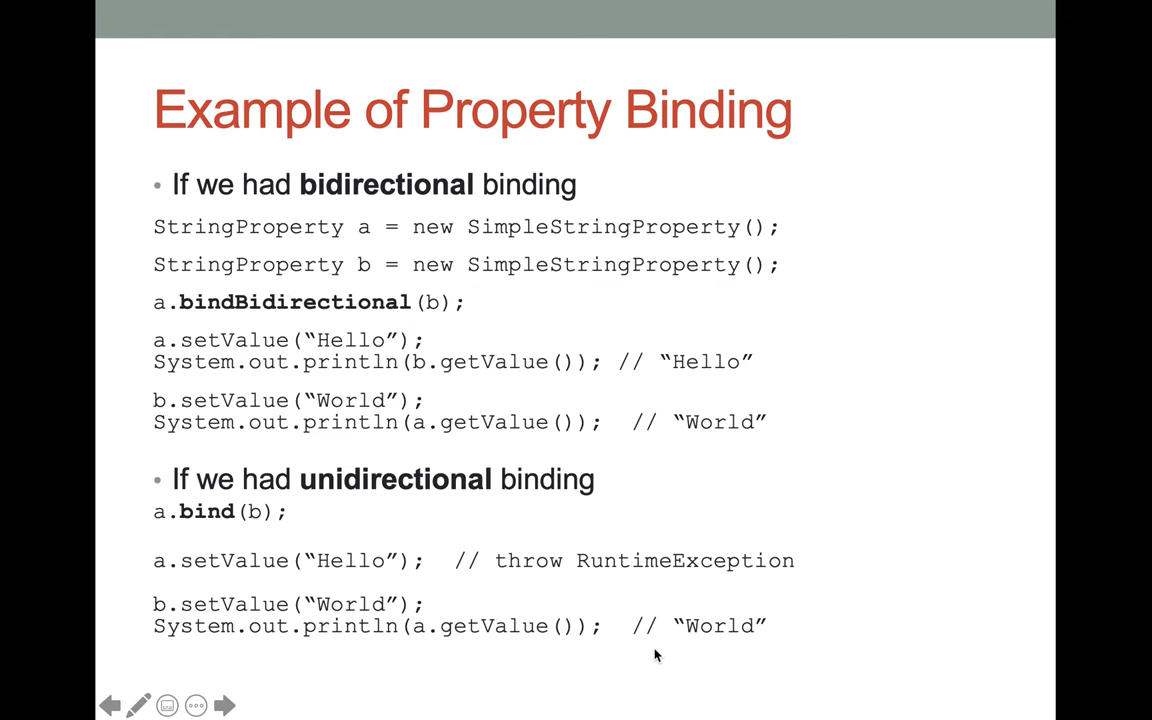 Example of Property Binding
• If we had bidirectional binding
StringProperty a = new SimpleStringProperty();
StringProperty b = new SimpleStringProperty();
a.bindBidirectional(b);
a.setValue(“Hello”);
System.out.println(b.getValue()); // “Hello”
b.setValue(“World”);
System.out.println(a.getValue());  // “World”
• If we had unidirectional binding
a.bind(b);
a.setValue(“Hello”);  // throw RuntimeException
b.setValue(“World”);
System.out.println(a.getValue());  // “World”